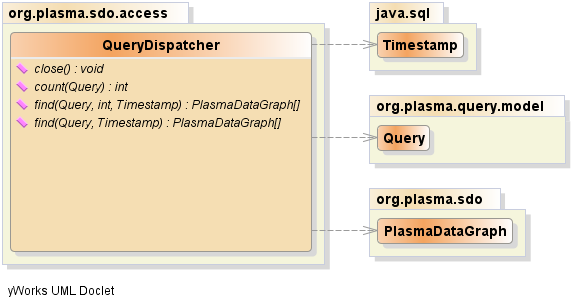 org.plasma.sdo.access
QueryDispatcher
close() : void
count(Query) : int
find(Query, int, Timestamp) : PlasmaDataGraph[]
find(Query, Timestamp) : PlasmaDataGraph[]
java.sql
Timestamp
org.plasma.query.model
Query
org.plasma.sdo
PlasmaDataGraph
yWorks UML Doclet